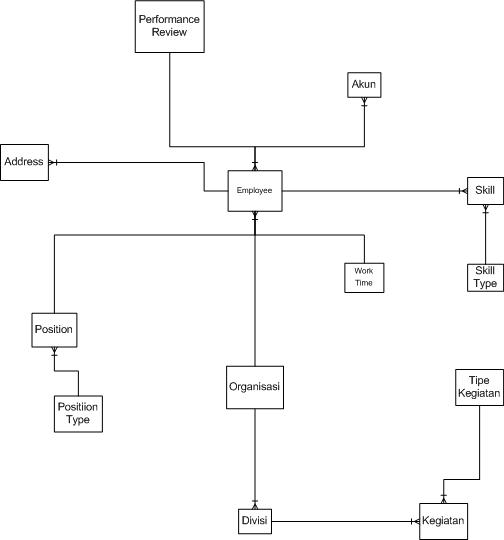 Performance
Review
Akun
Address
Employee
Skill
Work
Time
Skill
Type
Position
Organisasi
Tipe
Kegiatan
Positiion
Type
Divisi
Kegiatan